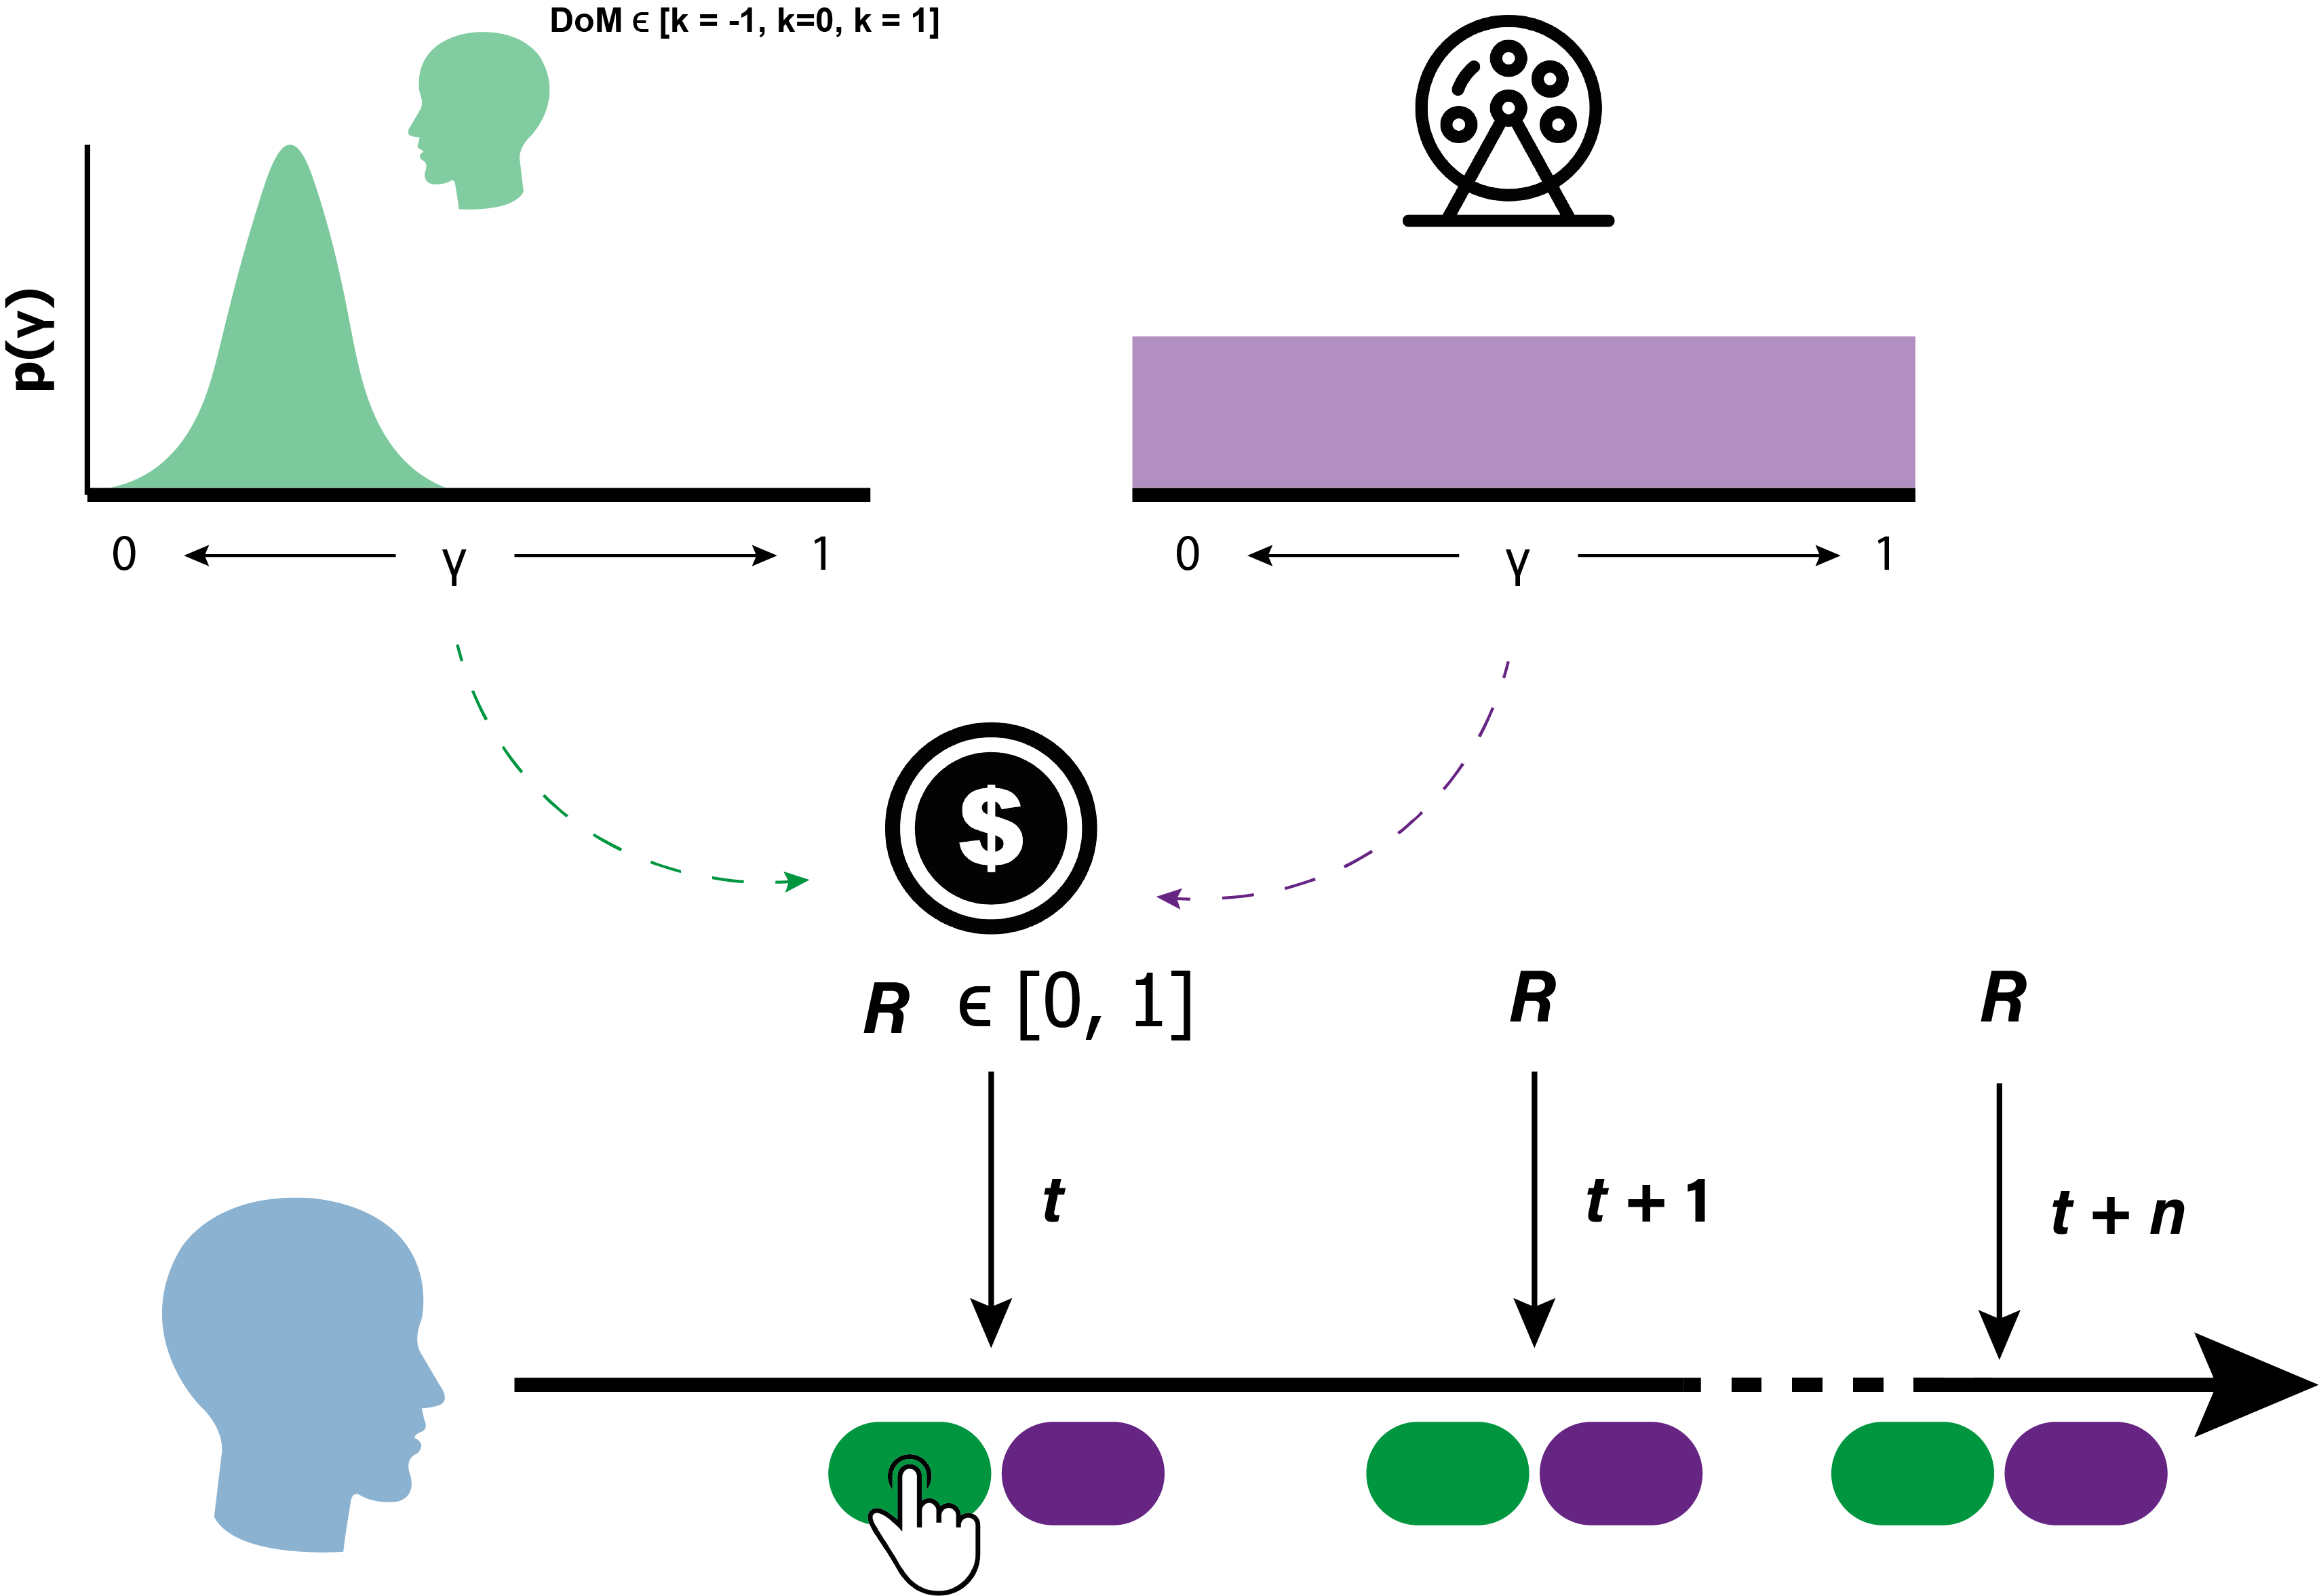 DoM ϵ [k = -1, k=0, k = 1]
p(γ)
0 γ 1
0 γ 1
$
R ϵ [0, 1]
R
R
t
t + 1
t + n